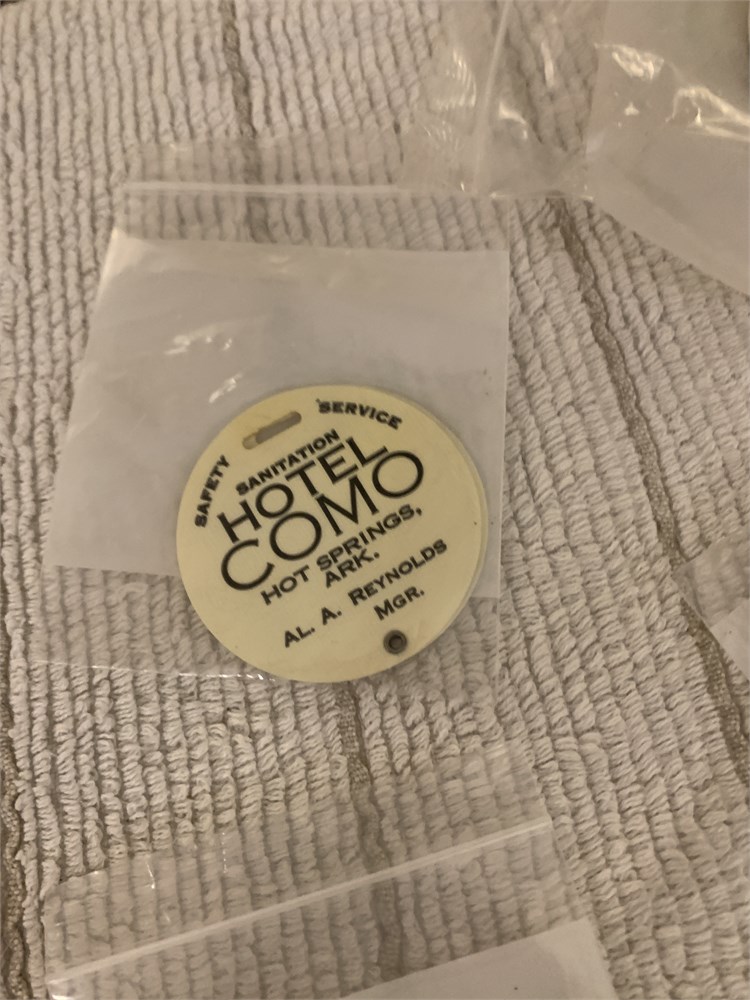 SAFETY
SERVICE
SANITATION
HOTEL
COMO
HOT SPRINGS,
ARK.
AL. A. REYNOLDS
MGR.